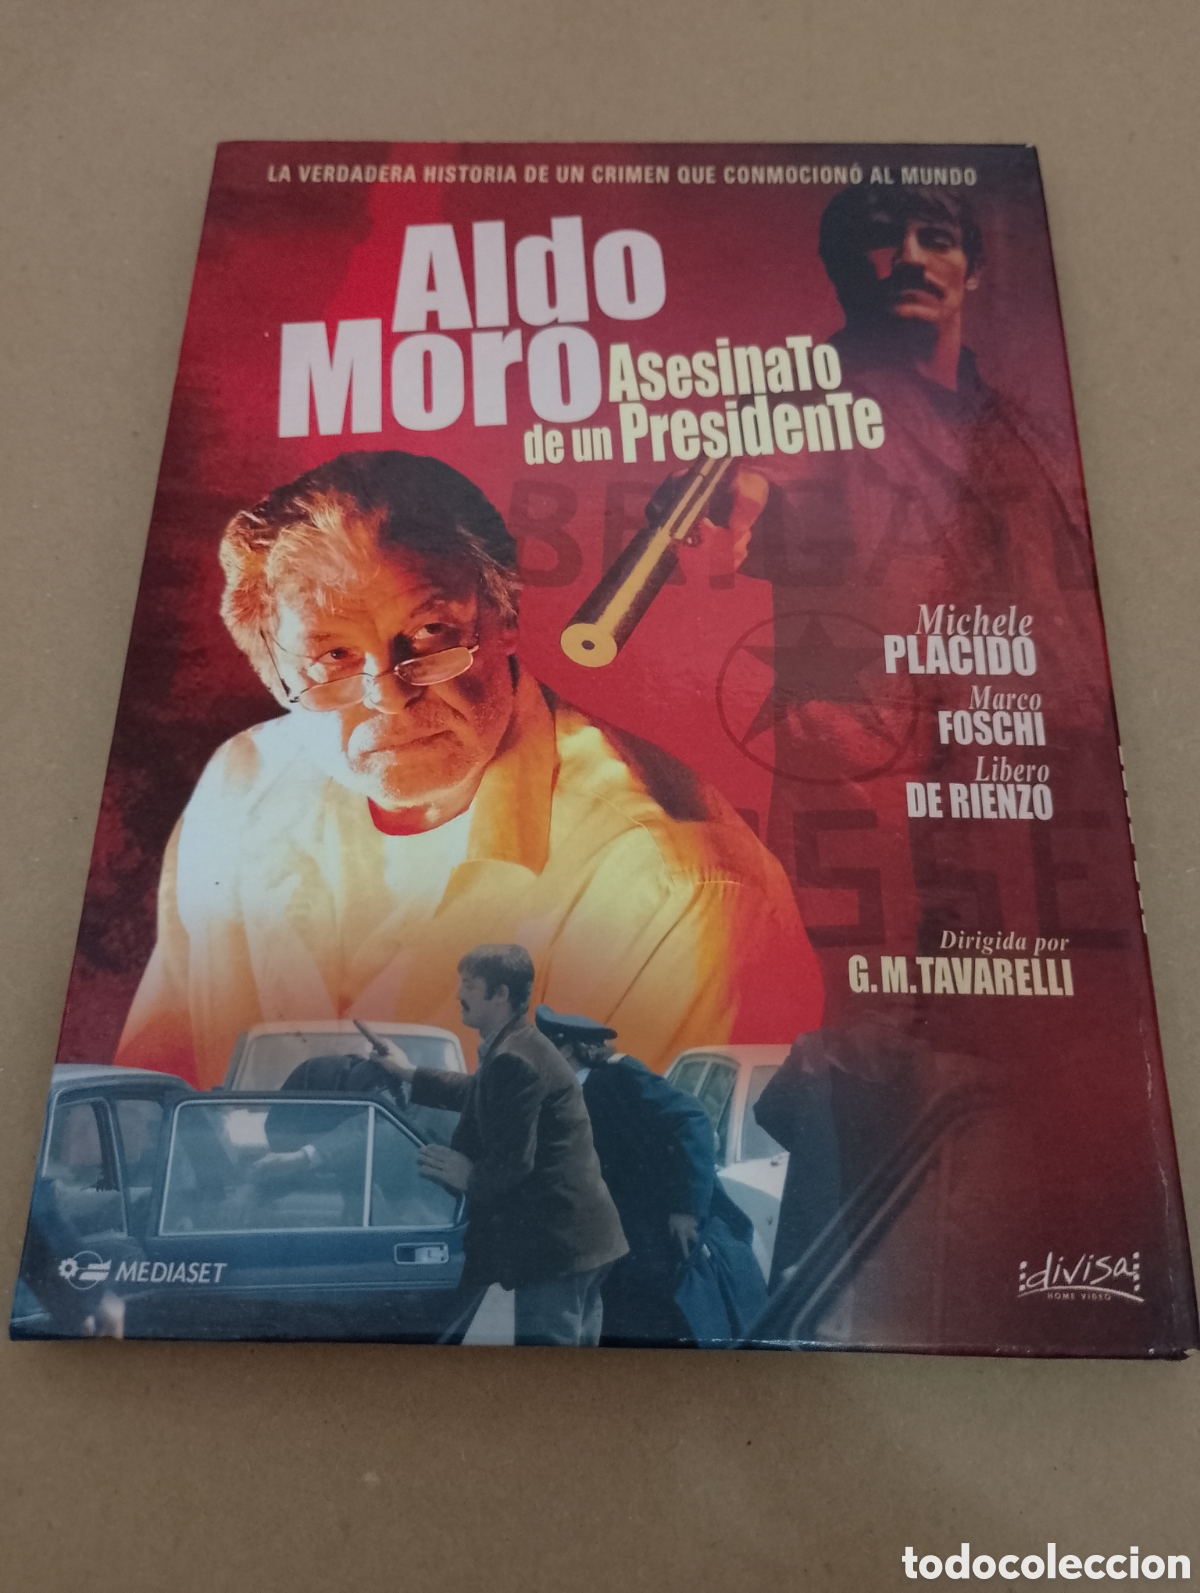 LA VERDADERA HISTORIA DE UN CRIMEN QUE CONMOCIONÓ AL MUNDO
Aldo
Moro
Asesinato
de un Presidente
BRIGATE
Michele
PLACIDO
Marco
FOSCHI
Libero
DE RIENZO
Dirigida por
G.M.TAVARELLI
MEDIASET
divisa
HOME VIDEO
todocoleccion